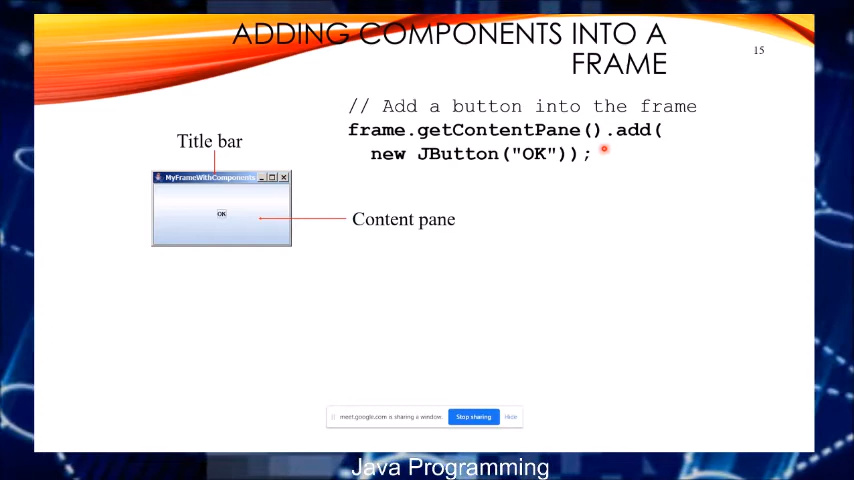 ADDING COMPONENTS INTO A
FRAME
15
// Add a button into the frame
frame.getContentPane().add(
new JButton("OK"));
Title bar
MyFrameWithComponents
OK
Content pane
meet.google.com is sharing a window.
Stop sharing
Hide
Java Programming